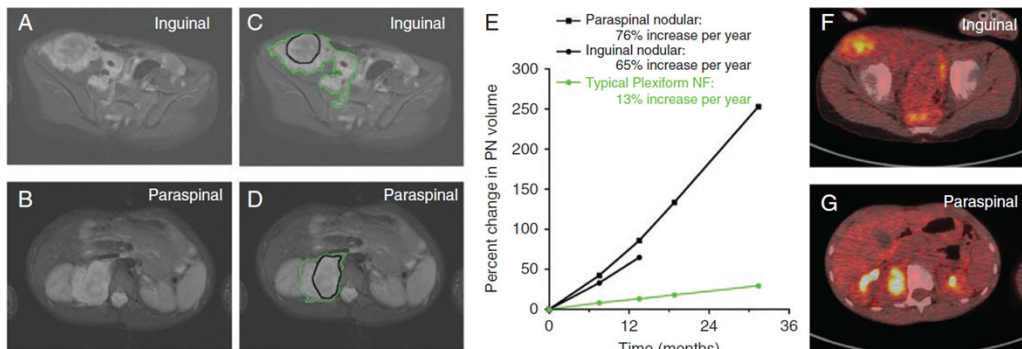 A
Inguinal
C
Inguinal
B
Paraspinal
D
Paraspinal
E
Paraspinal nodular:
76% increase per year
Inguinal nodular:
65% increase per year
Typical Plexiform NF:
13% increase per year
Percent change in PN volume
300
250
200
150
100
50
0
0
12
24
36
Time (months)
F
Inguinal
G
Paraspinal